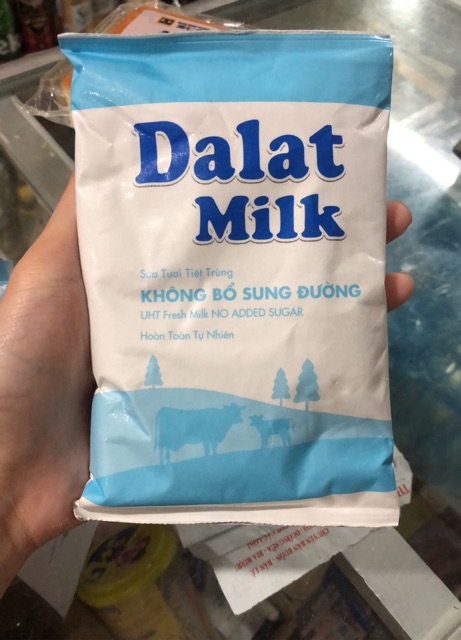 Dalat
Milk
Sữa Tươi Tiệt Trùng
KHÔNG BỔ SUNG ĐƯỜNG
UHT Fresh Milk NO ADDED SUGAR
Hoàn Toàn Tự Nhiên